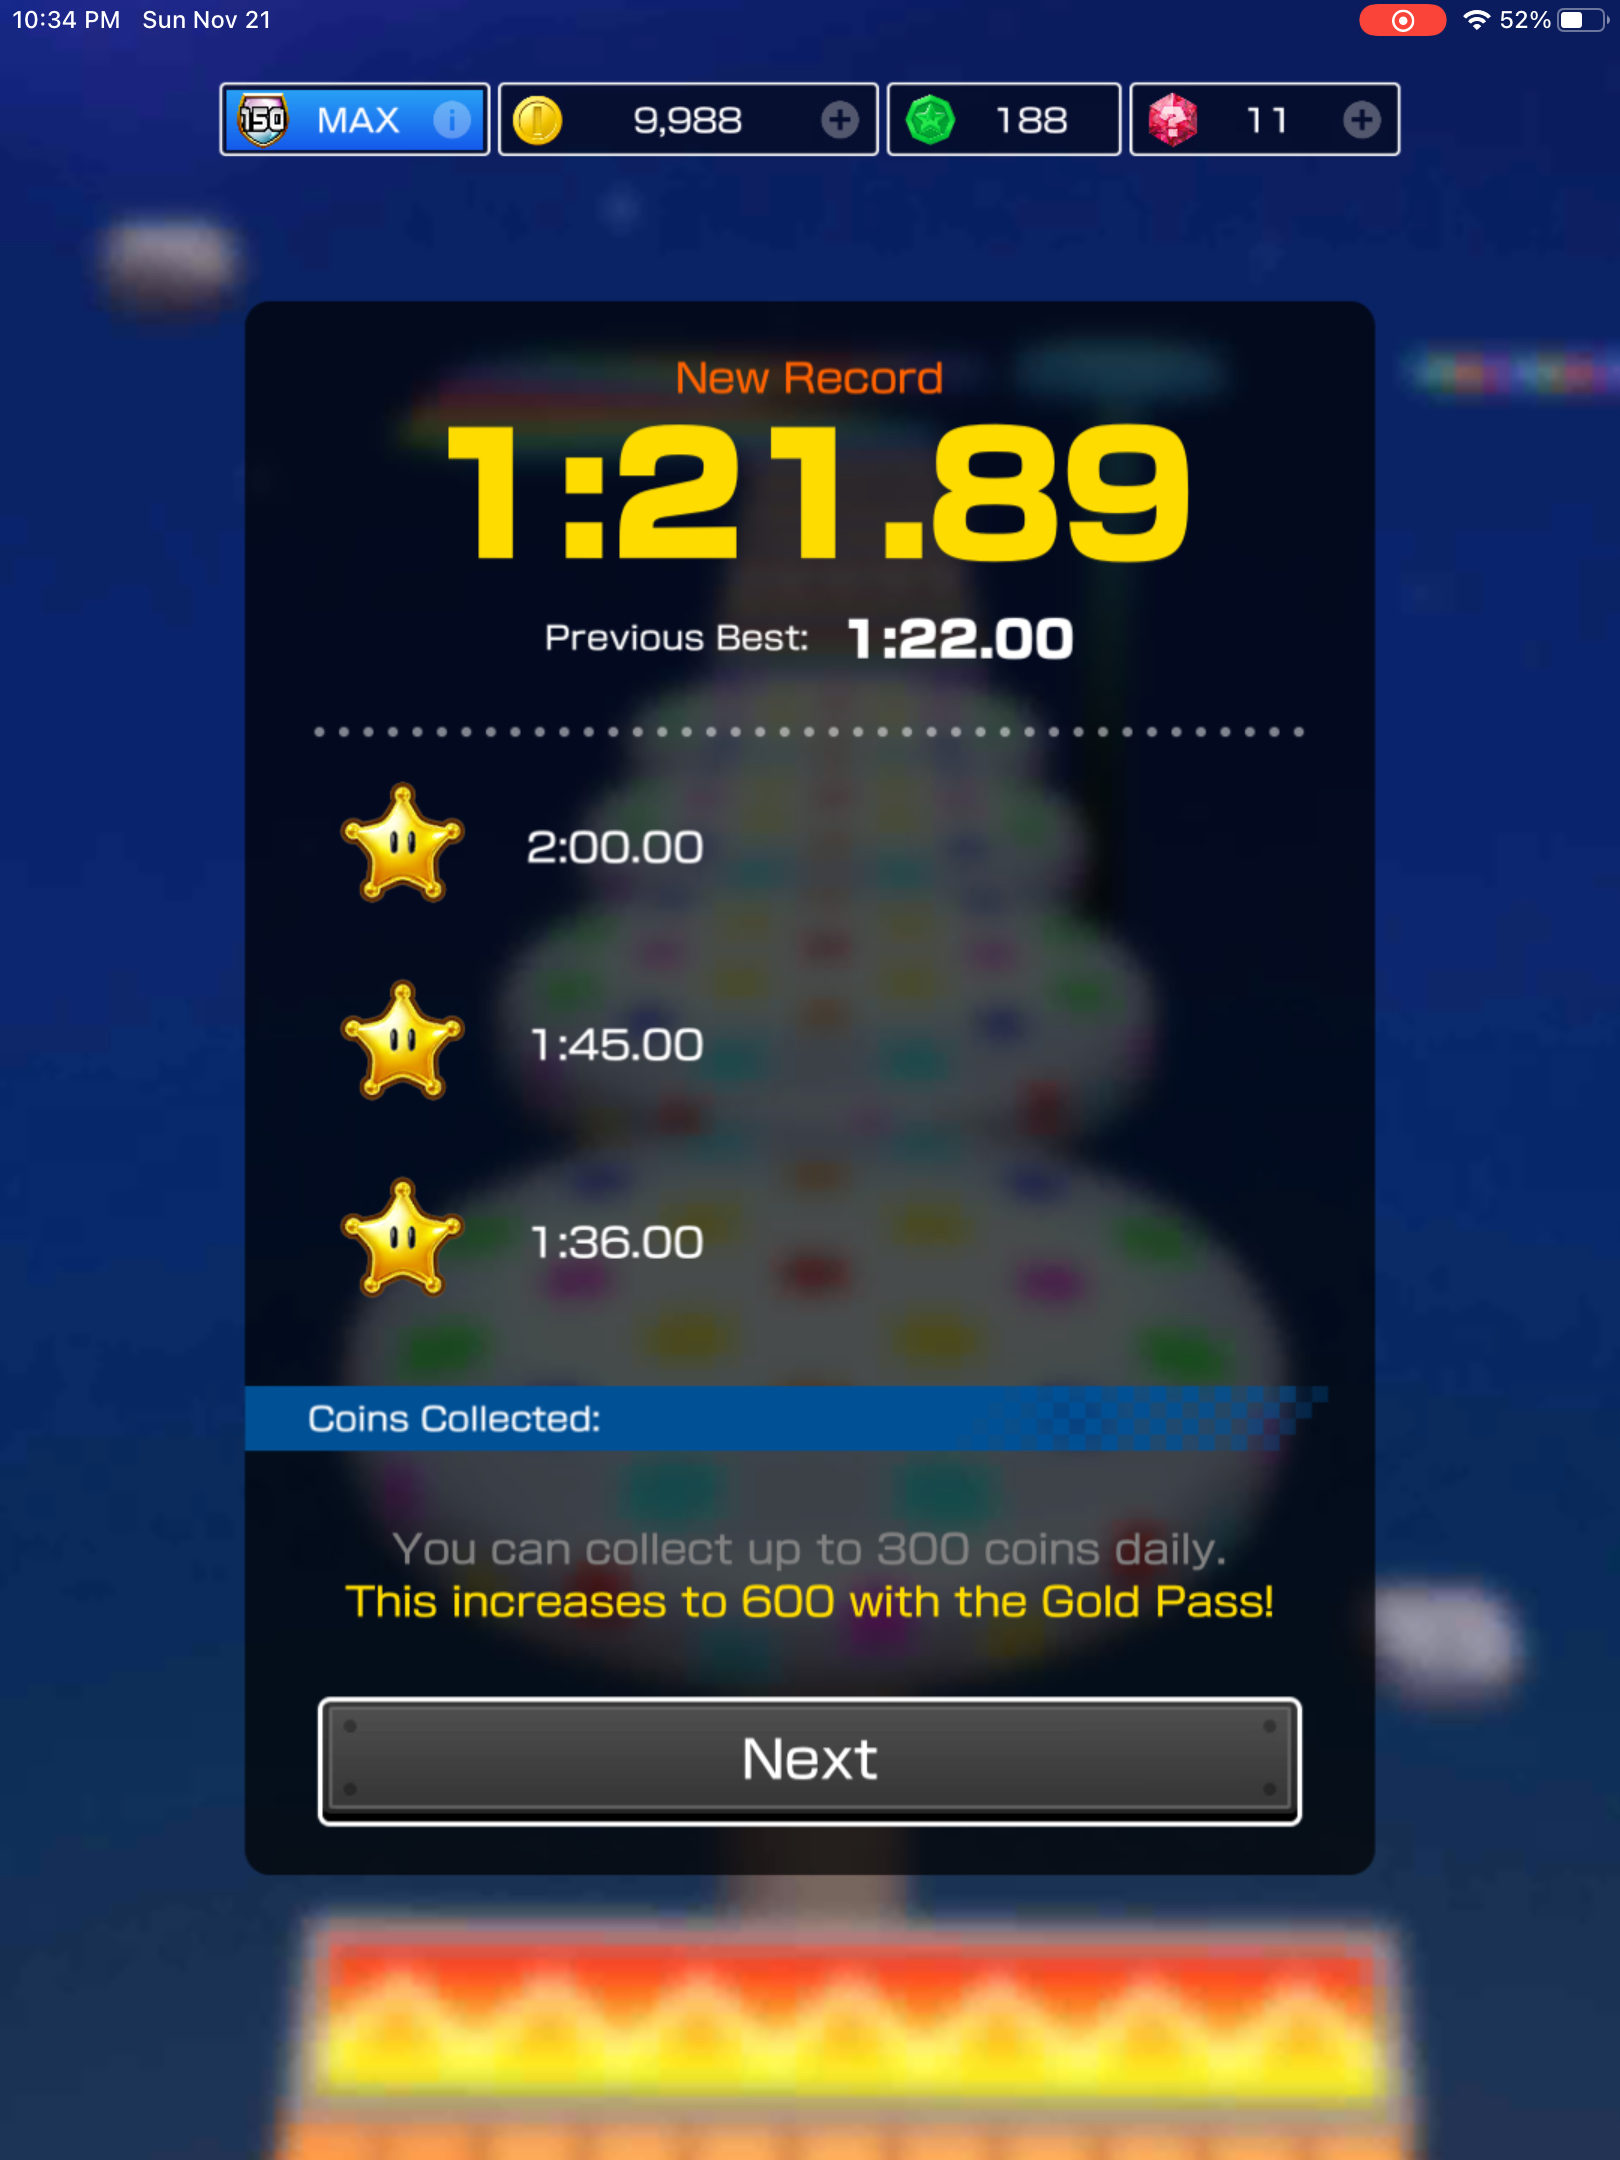 10:34 PM Sun Nov 21 52%
150 MAX i 9,988 + ? 188 11 +
New Record
1:21.89
Previous Best: 1:22.00
2:00.00
1:45.00
1:36.00
Coins Collected:
You can collect up to 300 coins daily.
This increases to 600 with the Gold Pass!
Next